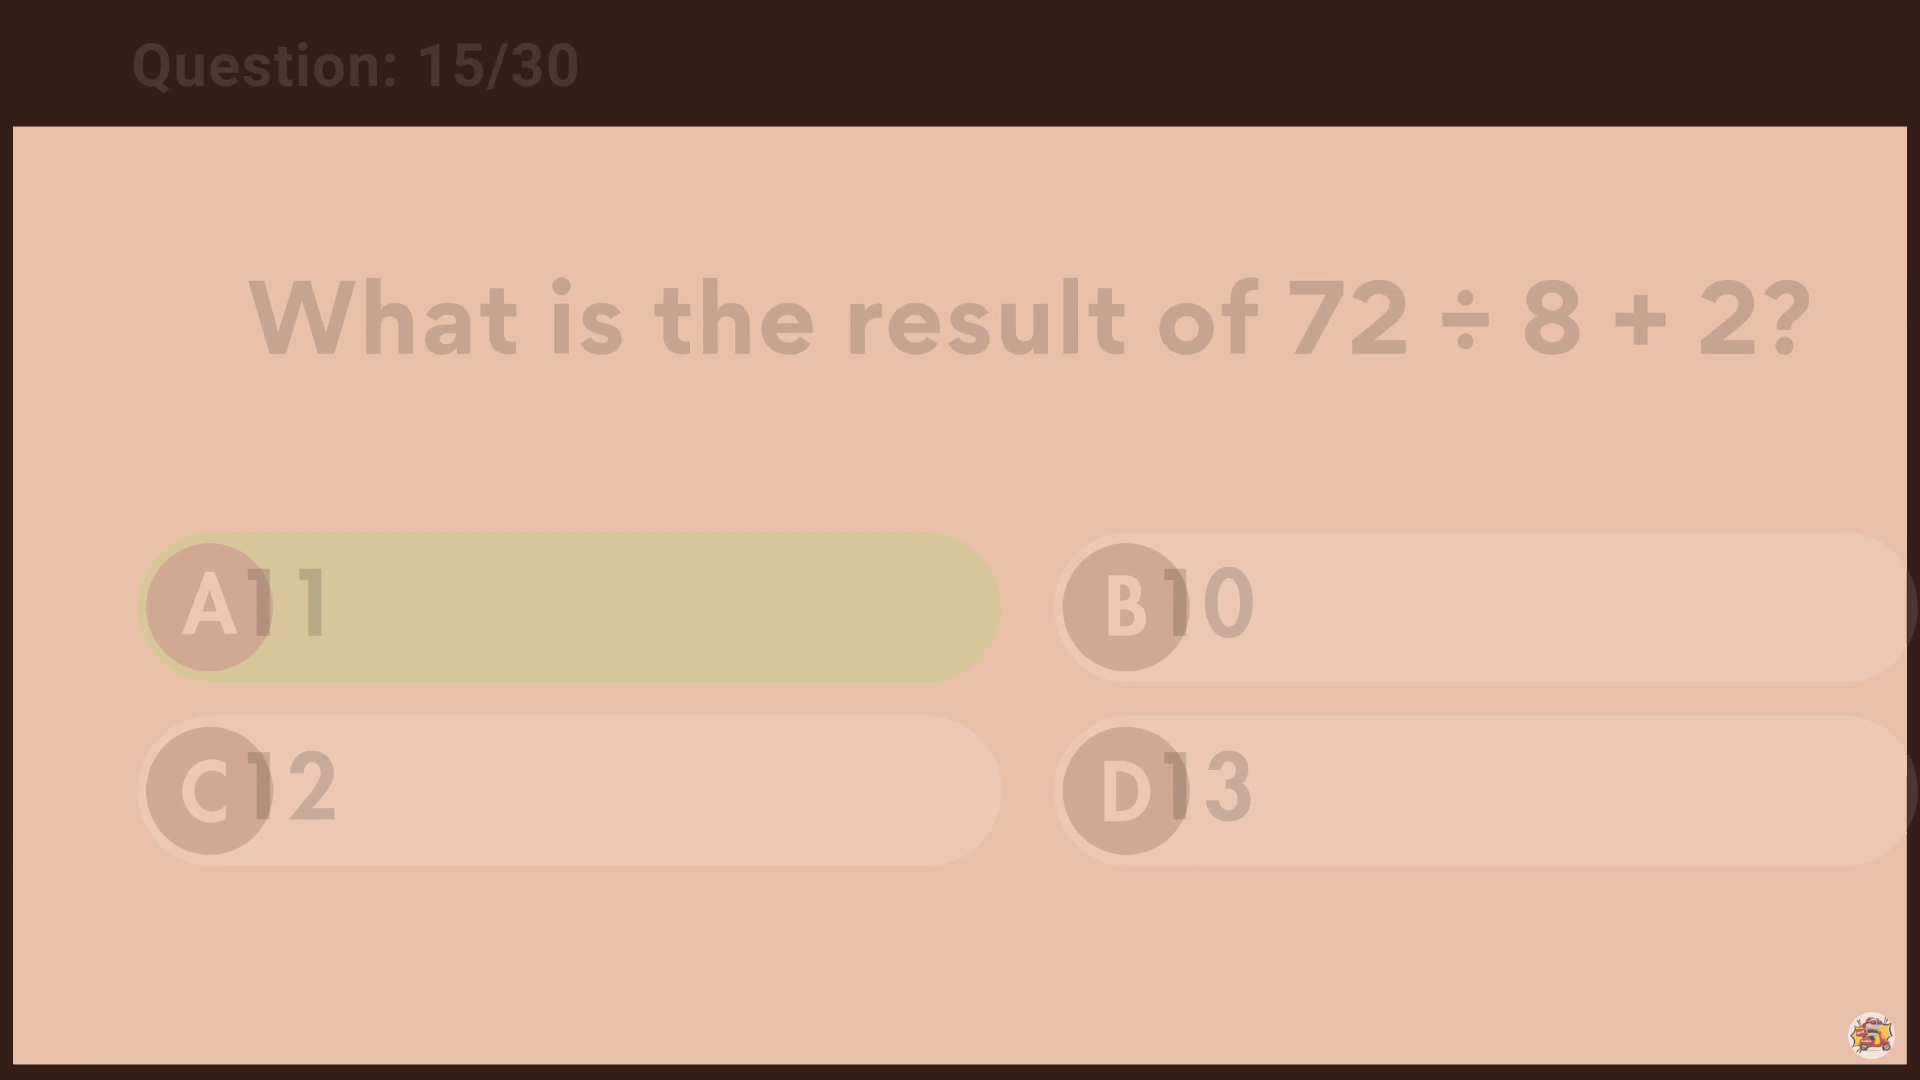 Question: 15/30
What is the result of 72 ÷ 8 + 2?
A 11
B 10
C 12
D 13